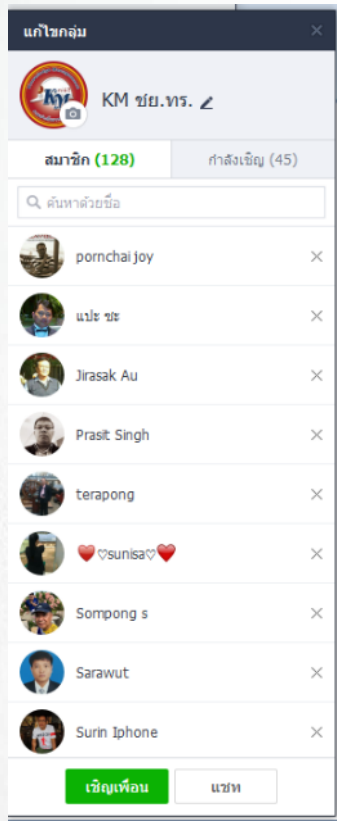 แก้ไขกลุ่ม
KM ชย.ทร.
สมาชิก (128) กำลังเชิญ (45)
ค้นหาด้วยชื่อ
pornchai joy
แปะ ชะ
Jirasak Au
Prasit Singh
terapong
❤️♡sunisa♡❤️
Sompong s
Sarawut
Surin Iphone
เชิญเพื่อน แชท